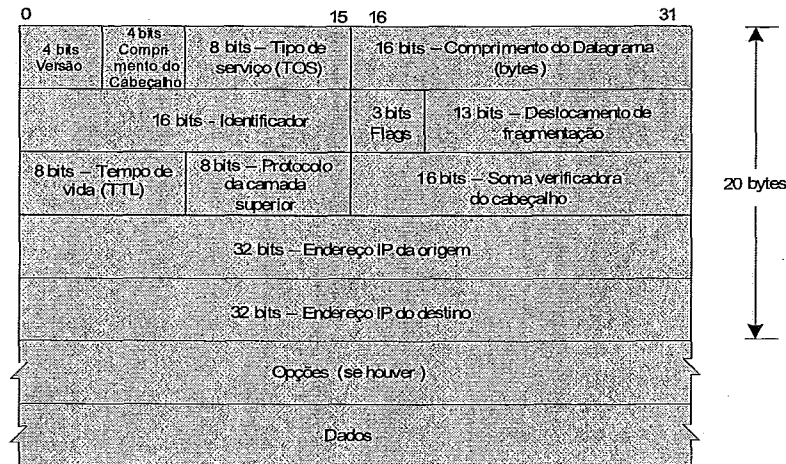 0 15 16 31
4 bits
Versão
4 bits
Compri
mento do
Cabeçalho
8 bits – Tipo de
serviço (TOS)
16 bits – Comprimento do Datagrama
(bytes)
16 bits - Identificador
3 bits
Flags
13 bits – Deslocamento de
fragmentação
8 bits – Tempo de
vida (TTL)
8 bits – Protocolo
da camada
superior
16 bits – Soma verificadora
do cabeçalho
20 bytes
32 bits – Endereço IP da origem
32 bits – Endereço IP do destino
Opções (se houver)
Dados